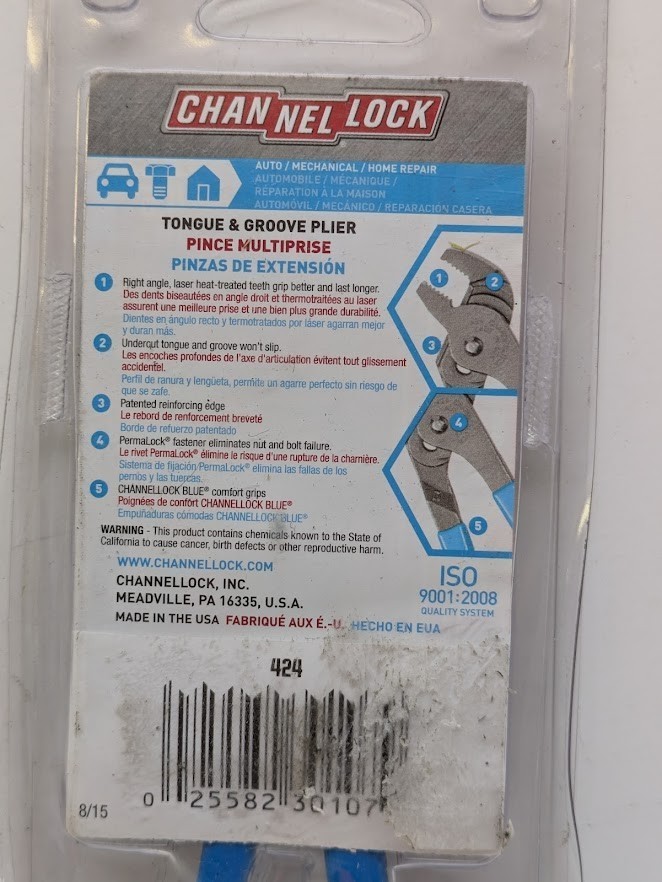 CHANNELLOCK
AUTO / MECHANICAL / HOME REPAIR
AUTOMOBILE / MÉCANIQUE /
RÉPARATION À LA MAISON
AUTOMÓVIL / MECÁNICO / REPARACIÓN CASERA
TONGUE & GROOVE PLIER
PINCE MULTIPRISE
PINZAS DE EXTENSIÓN
1 Right angle, laser heat-treated teeth grip better and last longer.
Des dents biseautées en angle droit et thermotraitées au laser
assurent une meilleure prise et une bien plus grande durabilité.
Dientes en ángulo recto y termotratados por láser agarran mejor
y duran más.
2 Undercut tongue and groove won't slip.
Les encoches profondes de l'axe d'articulation évitent tout glissement
accidentel.
Perfil de ranura y lengüeta, permite un agarre perfecto sin riesgo de
que se zafe.
3 Patented reinforcing edge
Le rebord de renforcement breveté
Borde de refuerzo patentado
4 PermaLock® fastener eliminates nut and bolt failure.
Le rivet PermaLock® élimine le risque d'une rupture de la charnière.
Sistema de fijación PermaLock® elimina las fallas de los
pernos y las tuercas.
5 CHANNELLOCK BLUE® comfort grips
Poignées de confort CHANNELLOCK BLUE®
Empuñaduras cómodas CHANNELLOCK BLUE®
1
2
3
4
5
WARNING - This product contains chemicals known to the State of
California to cause cancer, birth defects or other reproductive harm.
WWW.CHANNELLOCK.COM
CHANNELLOCK, INC.
MEADVILLE, PA 16335, U.S.A.
MADE IN THE USA FABRIQUÉ AUX É.-U. HECHO EN EUA
ISO
9001:2008
QUALITY SYSTEM
424
0 25582 30107
8/15